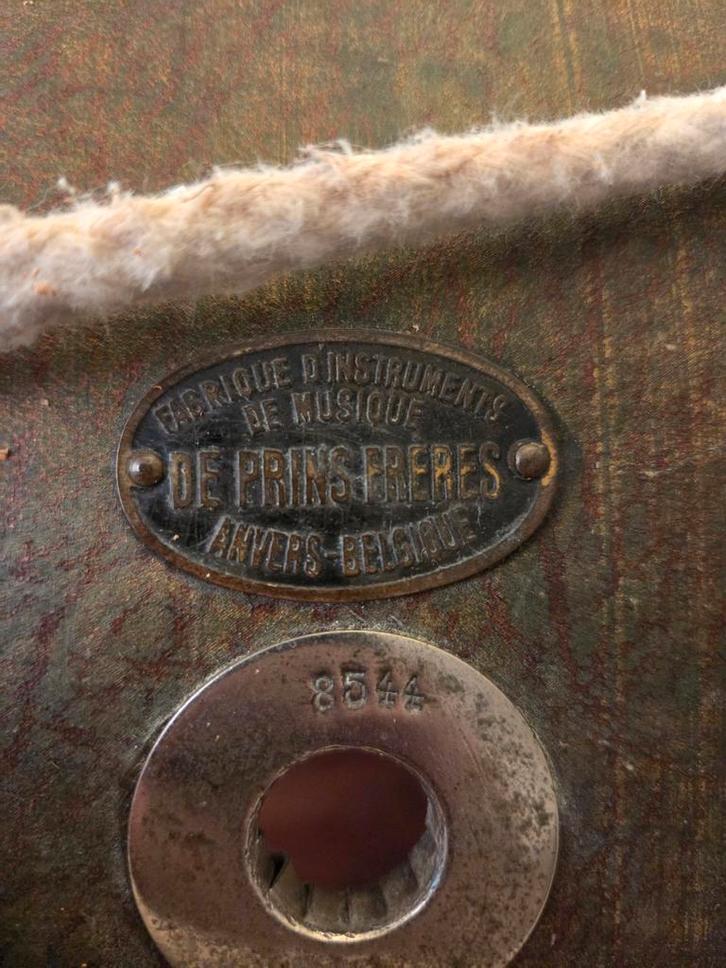 FABRIQUE D'INSTRUMENTS
DE MUSIQUE
DE PRINS FRERES
ANVERS-BELGIQUE
8544